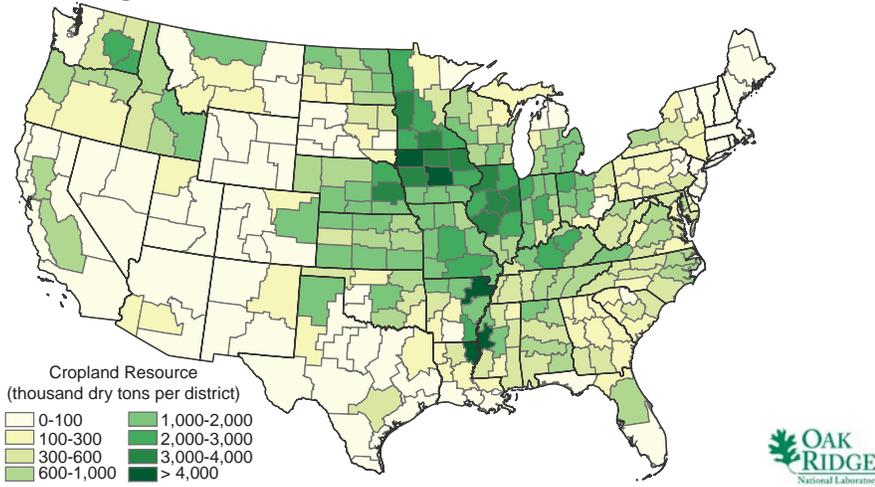 Cropland Resource
(thousand dry tons per district)
0-100
100-300
300-600
600-1,000
1,000-2,000
2,000-3,000
3,000-4,000
> 4,000
OAK
RIDGE
National Laboratory